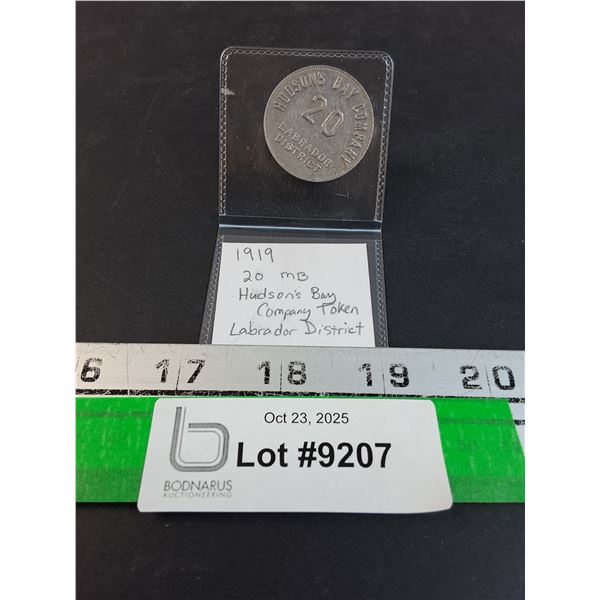 HUDSON'S BAY COMPANY
20
LABRADOR
DISTRICT
1919
20 MB
Hudson's Bay
Company Token
Labrador District
6 17 18 19 20
Oct 23, 2025
Lot #9207
b
BODNARUS
AUCTIONEERING